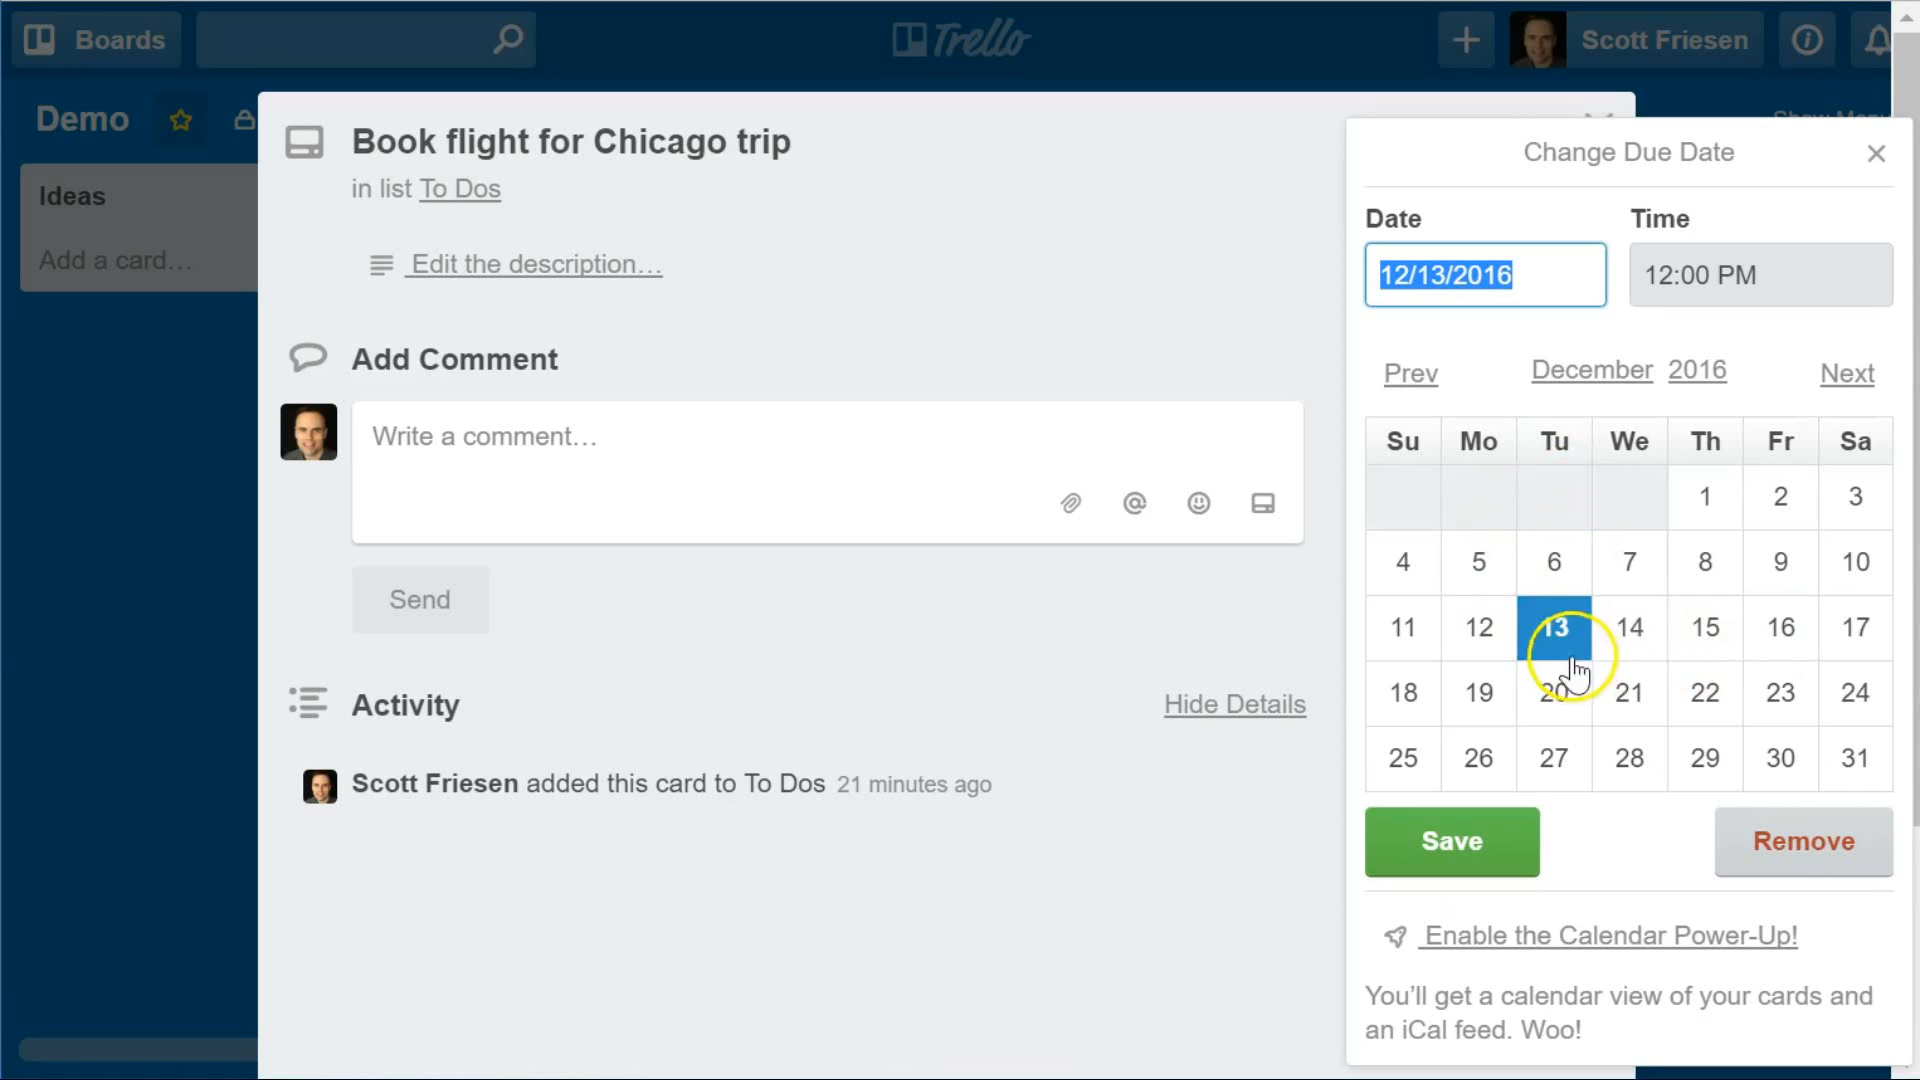 Boards
Trello
Scott Friesen
Demo
Show Menu
Ideas
Add a card…
Book flight for Chicago trip
in list To Dos
Edit the description…
Add Comment
Write a comment…
Send
Activity
Hide Details
Scott Friesen added this card to To Dos 21 minutes ago
Change Due Date
Date Time
12/13/2016 12:00 PM
Prev December 2016 Next
Su Mo Tu We Th Fr Sa
1 2 3
4 5 6 7 8 9 10
11 12 13 14 15 16 17
18 19 20 21 22 23 24
25 26 27 28 29 30 31
Save Remove
Enable the Calendar Power-Up!
You’ll get a calendar view of your cards and
an iCal feed. Woo!